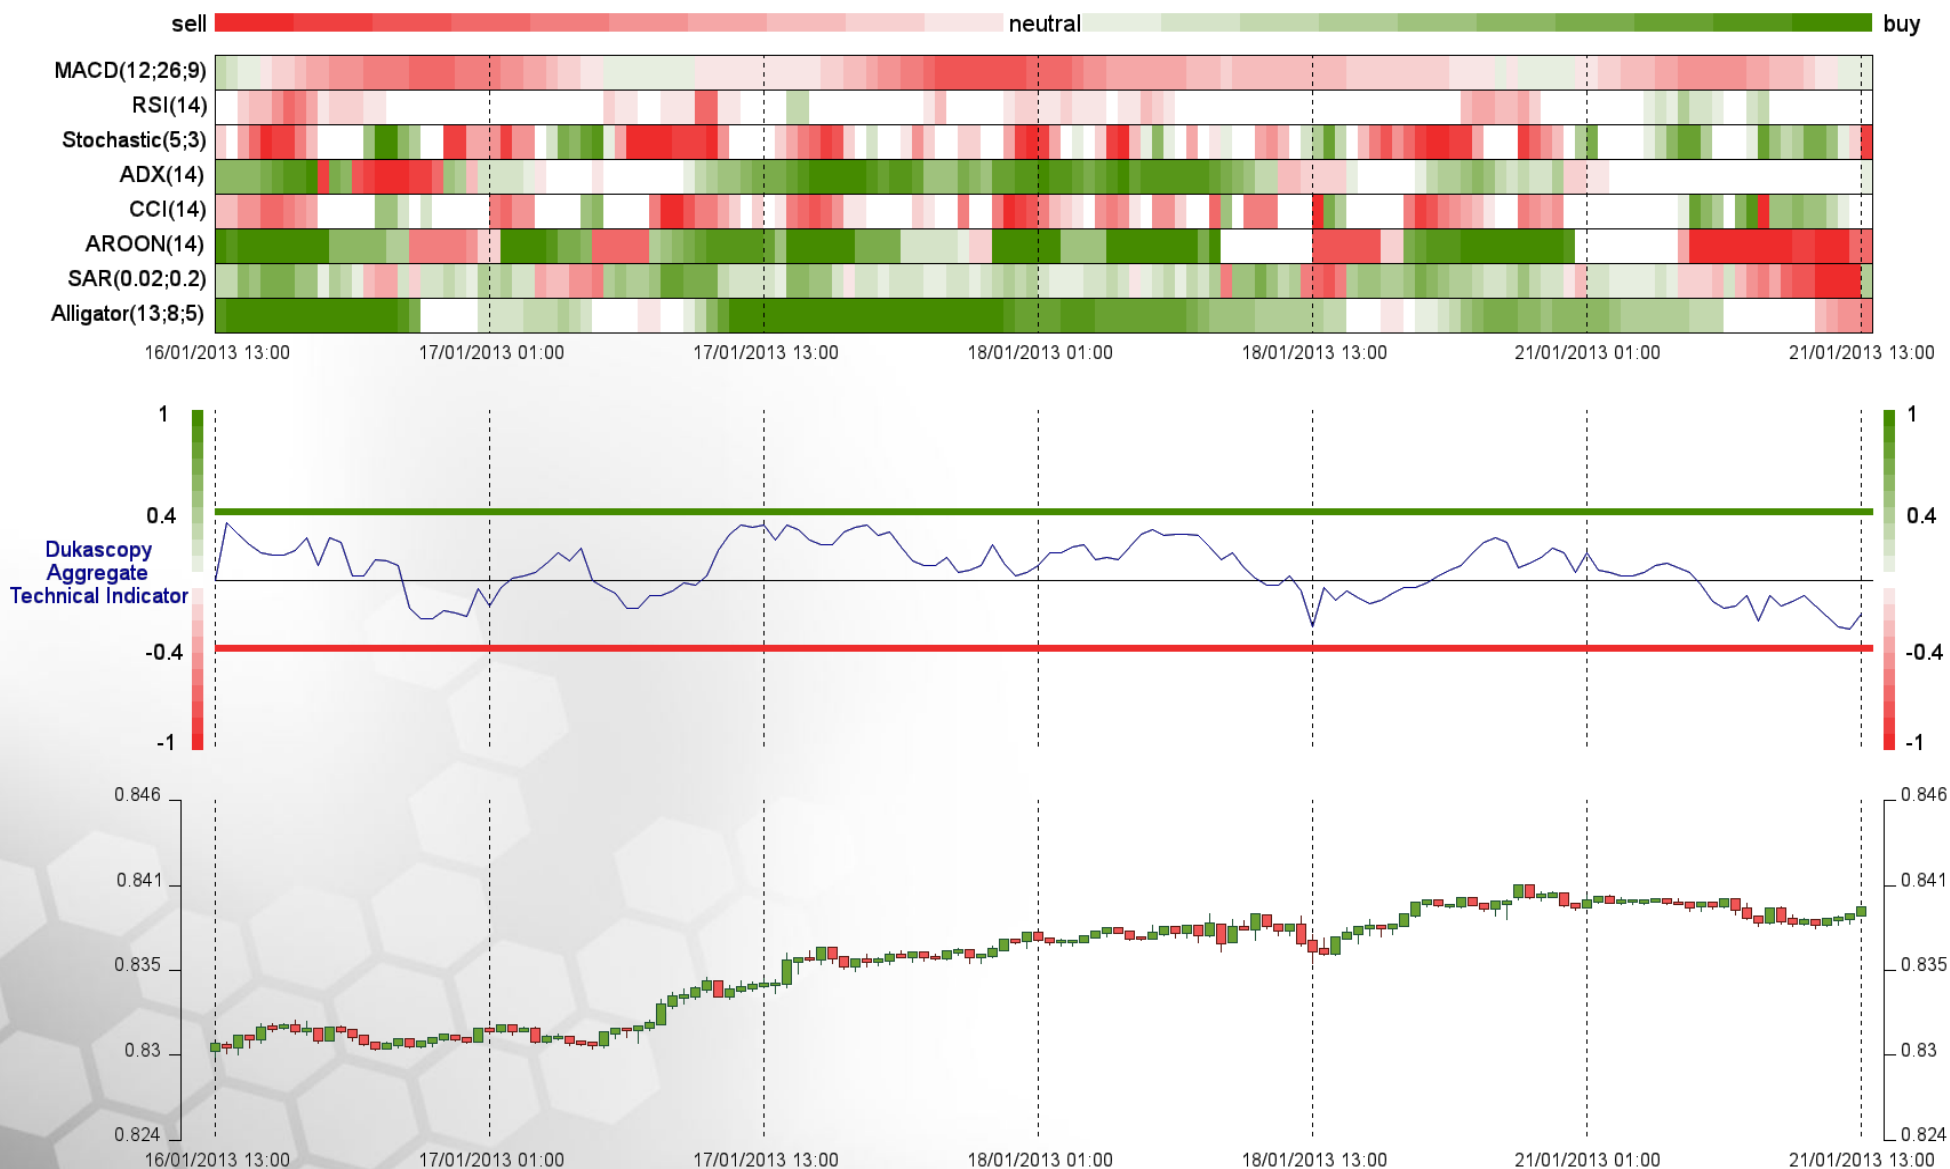 sell neutral buy
MACD(12;26;9)
RSI(14)
Stochastic(5;3)
ADX(14)
CCI(14)
AROON(14)
SAR(0.02;0.2)
Alligator(13;8;5)
16/01/2013 13:00 17/01/2013 01:00 17/01/2013 13:00 18/01/2013 01:00 18/01/2013 13:00 21/01/2013 01:00 21/01/2013 13:00
1 1
0.4 0.4
Dukascopy
Aggregate
Technical Indicator
-0.4 -0.4
-1 -1
0.846 0.846
0.841 0.841
0.835 0.835
0.83 0.83
0.824 0.824
16/01/2013 13:00 17/01/2013 01:00 17/01/2013 13:00 18/01/2013 01:00 18/01/2013 13:00 21/01/2013 01:00 21/01/2013 13:00